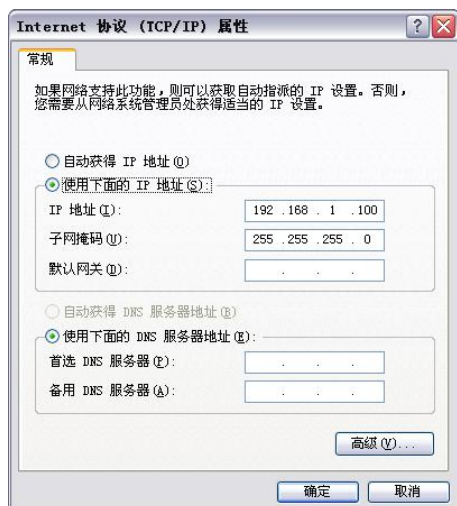 Internet 协议 (TCP/IP) 属性
常规
如果网络支持此功能，则可以获取自动指派的 IP 设置。否则，
您需要从网络系统管理员处获得适当的 IP 设置。
自动获得 IP 地址(O)
使用下面的 IP 地址(S):
IP 地址(I): 192 .168 . 1 .100
子网掩码(U): 255 .255 .255 . 0
默认网关(D): . . .
自动获得 DNS 服务器地址(B)
使用下面的 DNS 服务器地址(E):
首选 DNS 服务器(P): . . .
备用 DNS 服务器(A): . . .
高级(V)...
确定 取消